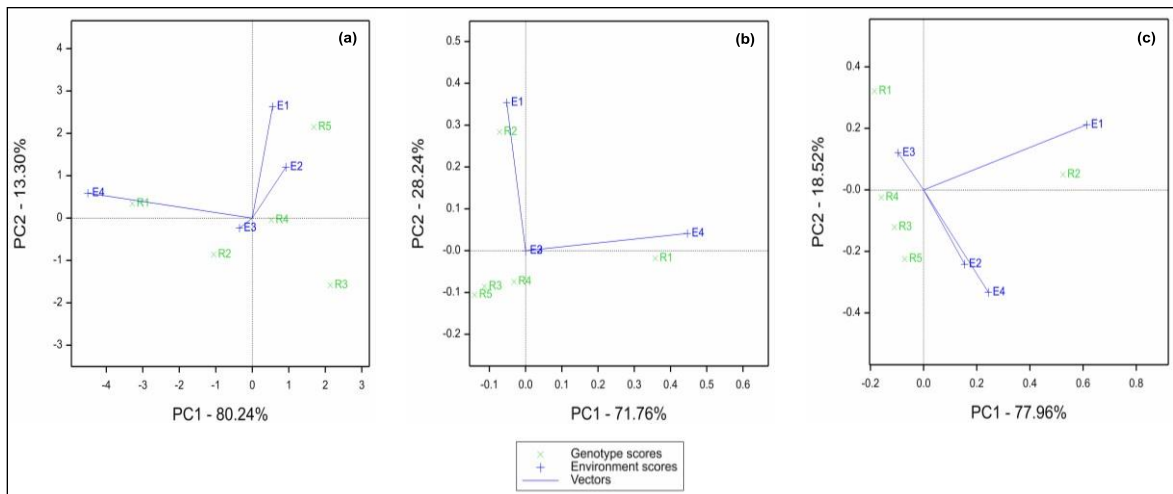 (a)
4
3
2
1
0
-1
-2
-3
E1
R5
E2
E4
R1
R4
E3
R2
R3
-4
-3
-2
-1
0
1
2
3
PC2 - 13.30%
PC1 - 80.24%
(b)
0.5
0.4
0.3
0.2
0.1
-0.0
-0.1
-0.2
E1
R2
E4
R1
R4
R3
R5
-0.1
0.0
0.1
0.2
0.3
0.4
0.5
0.6
PC2 - 28.24%
PC1 - 71.76%
(c)
0.4
0.2
-0.0
-0.2
-0.4
R1
E1
E3
R2
R4
R3
R5
E2
E4
-0.2
0.0
0.2
0.4
0.6
0.8
PC2 - 18.52%
PC1 - 77.96%
Genotype scores
Environment scores
Vectors